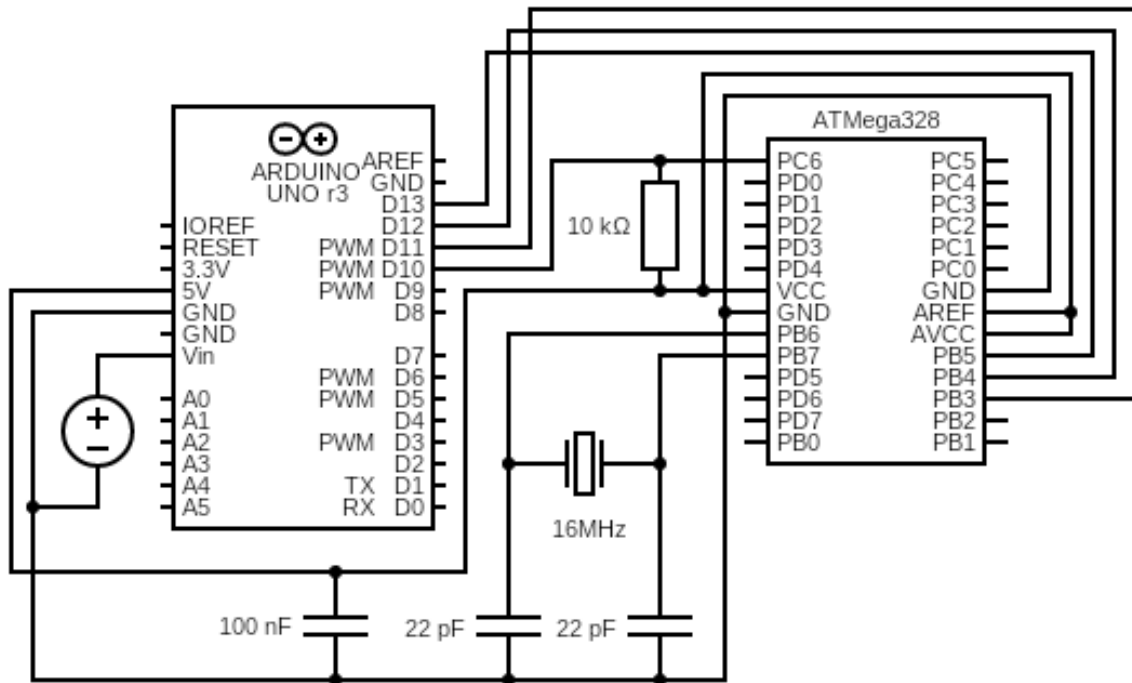 ATMega328
ARDUINO
UNO r3
AREF
GND
D13
D12
PWM D11
PWM D10
PWM D9
D8
D7
PWM D6
PWM D5
D4
PWM D3
D2
TX D1
RX D0
IOREF
RESET
3.3V
5V
GND
GND
Vin
A0
A1
A2
A3
A4
A5
10 kΩ
PC6
PD0
PD1
PD2
PD3
PD4
VCC
GND
PB6
PB7
PD5
PD6
PD7
PB0
PC5
PC4
PC3
PC2
PC1
PC0
GND
AREF
AVCC
PB5
PB4
PB3
PB2
PB1
16MHz
100 nF
22 pF
22 pF